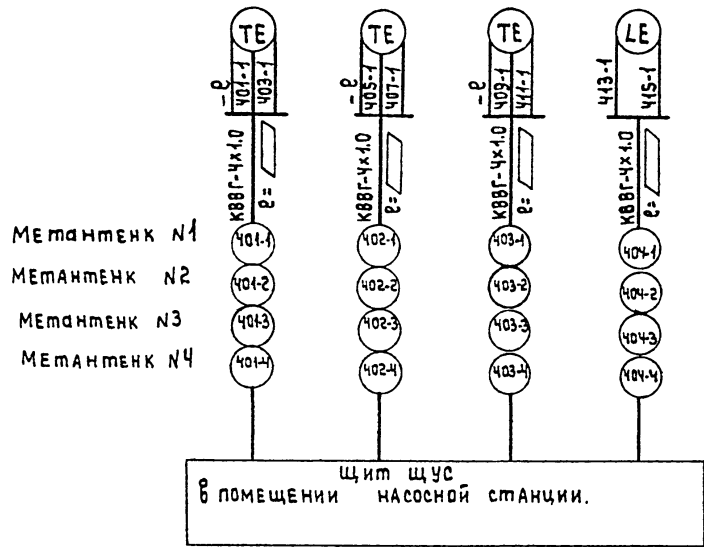 TE TE TE LE
-e 401-1 403-1 -e 405-1 407-1 -e 409-1 411-1 413-1 415-1
КВВГ-4х1.0 e= КВВГ-4х1.0 e= КВВГ-4х1.0 e= КВВГ-4х1.0 e=
Метантенк N1 401-1 402-1 403-1 404-1
Метантенк N2 401-2 402-2 403-2 404-2
Метантенк N3 401-3 402-3 403-3 404-3
Метантенк N4 401-4 402-4 403-4 404-4
Щит ЩУС
в помещении насосной станции.